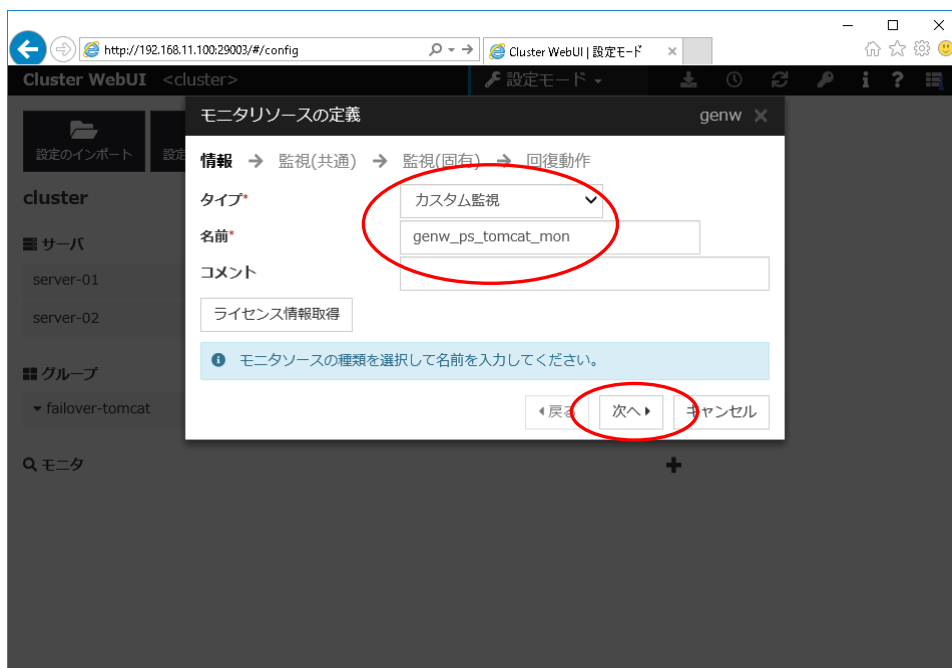 http://192.168.11.100:29003/#/config
Cluster WebUI | 設定モード
Cluster WebUI <cluster>
設定モード
モニタリソースの定義
genw
設定のインポート
情報 → 監視(共通) → 監視(固有) → 回復動作
cluster
タイプ*
カスタム監視
名前*
genw_ps_tomcat_mon
サーバ
コメント
server-01
ライセンス情報取得
server-02
モニタソースの種類を選択して名前を入力してください。
グループ
failover-tomcat
戻る
次へ
キャンセル
モニタ